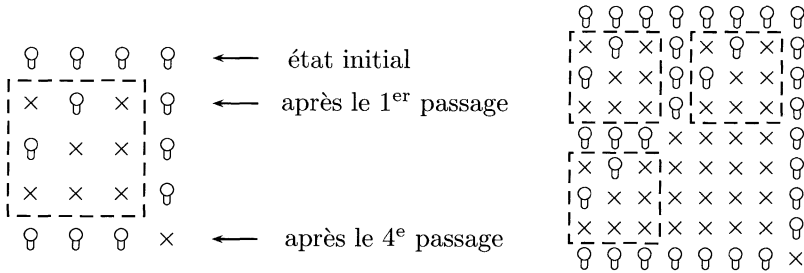 état initial
après le 1er passage
après le 4e passage